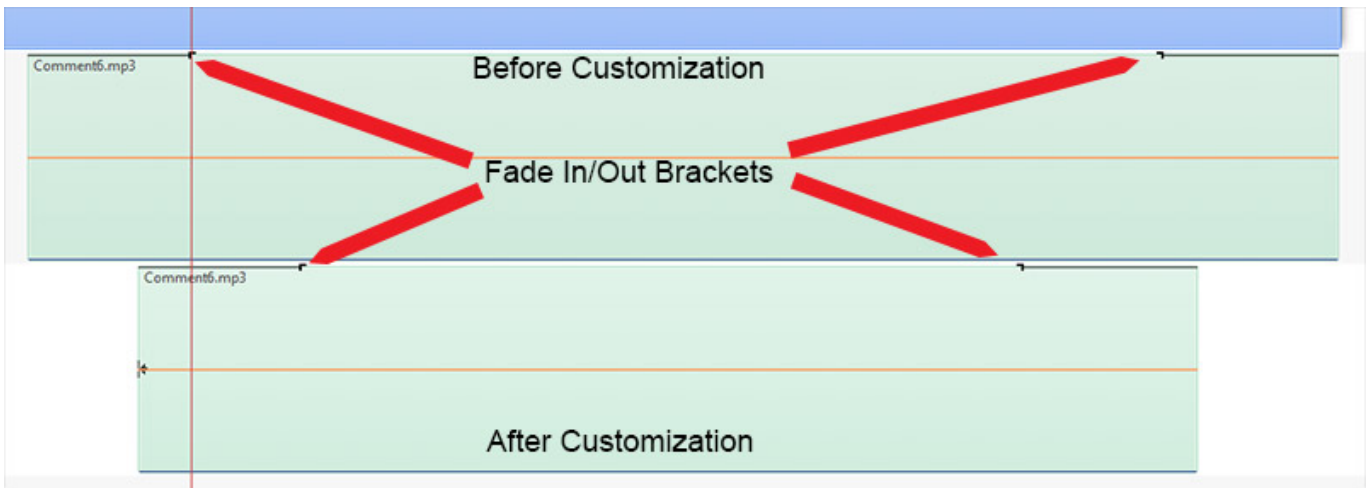 Comment6.mp3
Before Customization
Fade In/Out Brackets
Comment6.mp3
After Customization